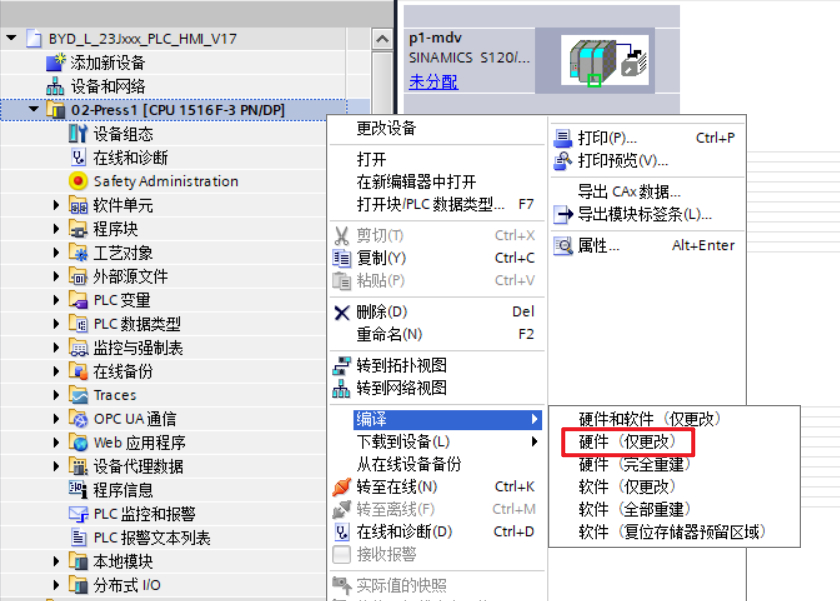 BYD_L_23Jxxx_PLC_HMI_V17
添加新设备
设备和网络
02-Press1 [CPU 1516F-3 PN/DP]
设备组态
在线和诊断
Safety Administration
软件单元
程序块
工艺对象
外部源文件
PLC 变量
PLC 数据类型
监控与强制表
在线备份
Traces
OPC UA 通信
Web 应用程序
设备代理数据
程序信息
PLC 监控和报警
PLC 报警文本列表
本地模块
分布式 I/O
p1-mdv
SINAMICS S120/...
未分配
更改设备
打开
在新编辑器中打开
打开块/PLC 数据类型... F7
剪切(T) Ctrl+X
复制(Y) Ctrl+C
粘贴(P) Ctrl+V
删除(D) Del
重命名(N) F2
转到拓扑视图
转到网络视图
编译
下载到设备(L)
从在线设备备份
转至在线(N) Ctrl+K
转至离线(F) Ctrl+M
在线和诊断(D) Ctrl+D
接收报警
实际值的快照
打印(P)... Ctrl+P
打印预览(V)...
导出 CAx 数据...
导出模块标签条(L)...
属性... Alt+Enter
硬件和软件（仅更改）
硬件（仅更改）
硬件（完全重建）
软件（仅更改）
软件（全部重建）
软件（复位存储器预留区域）